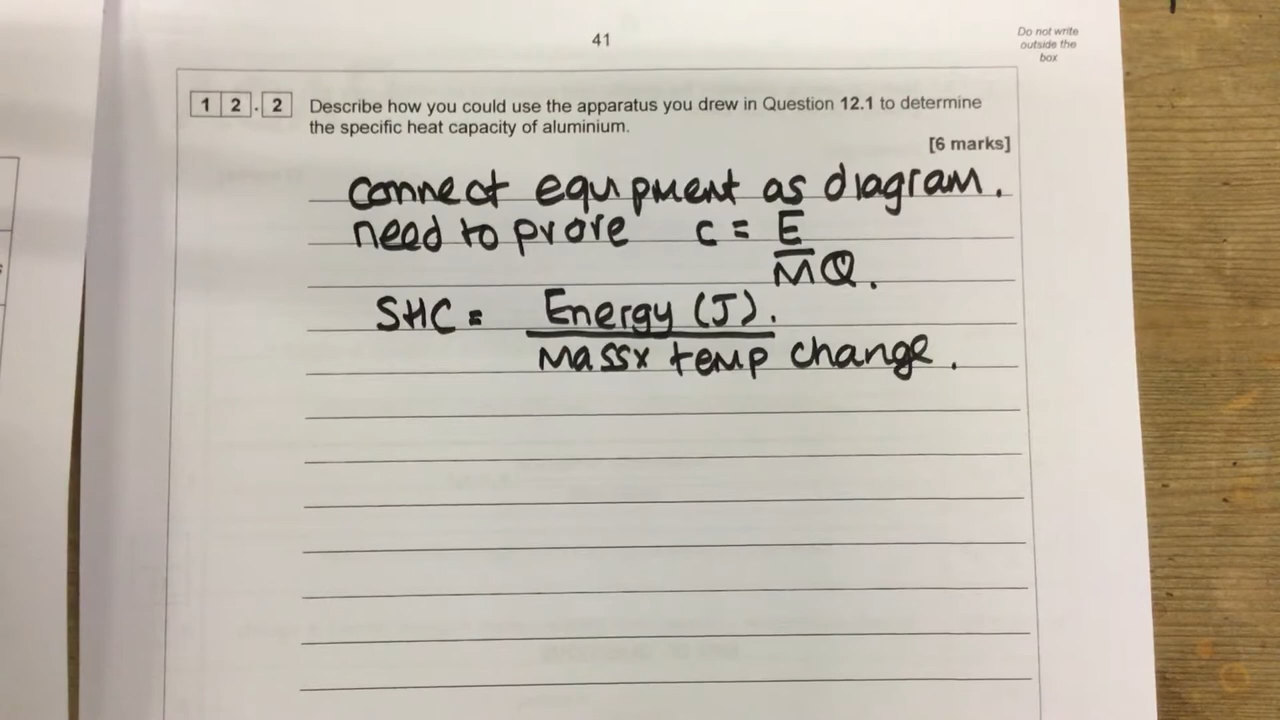 41
Do not write
outside the
box
1 2 . 2 Describe how you could use the apparatus you drew in Question 12.1 to determine
the specific heat capacity of aluminium.
[6 marks]
connect equipment as diagram.
need to prove c = E
MQ.
SHC = Energy (J).
Mass x temp change.